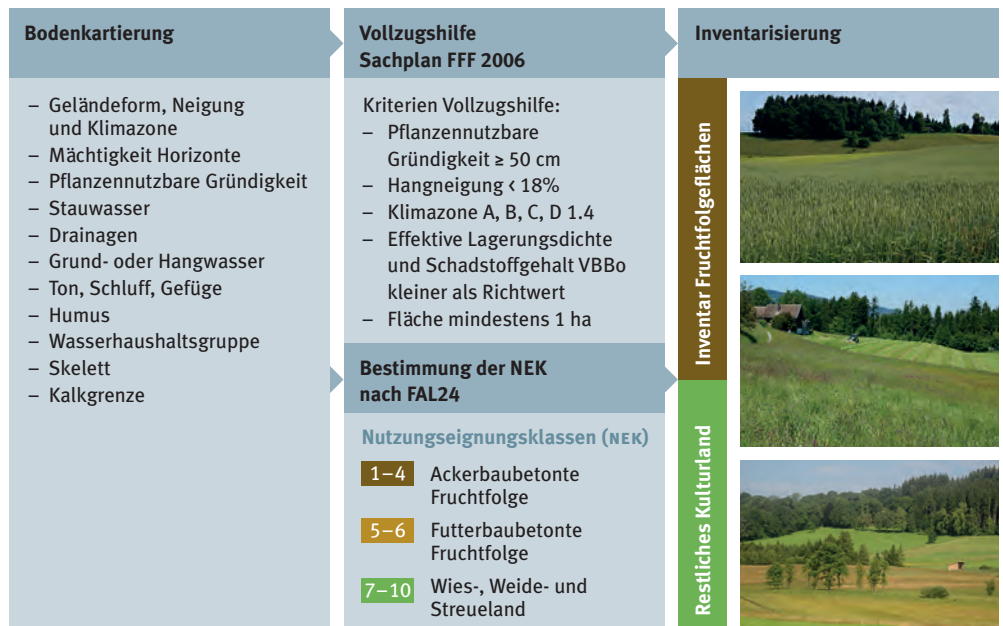 Bodenkartierung
– Geländeform, Neigung
und Klimazone
– Mächtigkeit Horizonte
– Pflanzennutzbare Gründigkeit
– Stauwasser
– Drainagen
– Grund- oder Hangwasser
– Ton, Schluff, Gefüge
– Humus
– Wasserhaushaltsgruppe
– Skelett
– Kalkgrenze
Vollzugshilfe
Sachplan FFF 2006
Kriterien Vollzugshilfe:
– Pflanzennutzbare
Gründigkeit ≥ 50 cm
– Hangneigung < 18%
– Klimazone A, B, C, D 1.4
– Effektive Lagerungsdichte
und Schadstoffgehalt VBBo
kleiner als Richtwert
– Fläche mindestens 1 ha
Bestimmung der NEK
nach FAL24
Nutzungseignungsklassen (NEK)
1–4 Ackerbaubetonte
Fruchtfolge
5–6 Futterbaubetonte
Fruchtfolge
7–10 Wies-, Weide- und
Streueland
Inventarisierung
Inventar Fruchtfolgeflächen
Restliches Kulturland